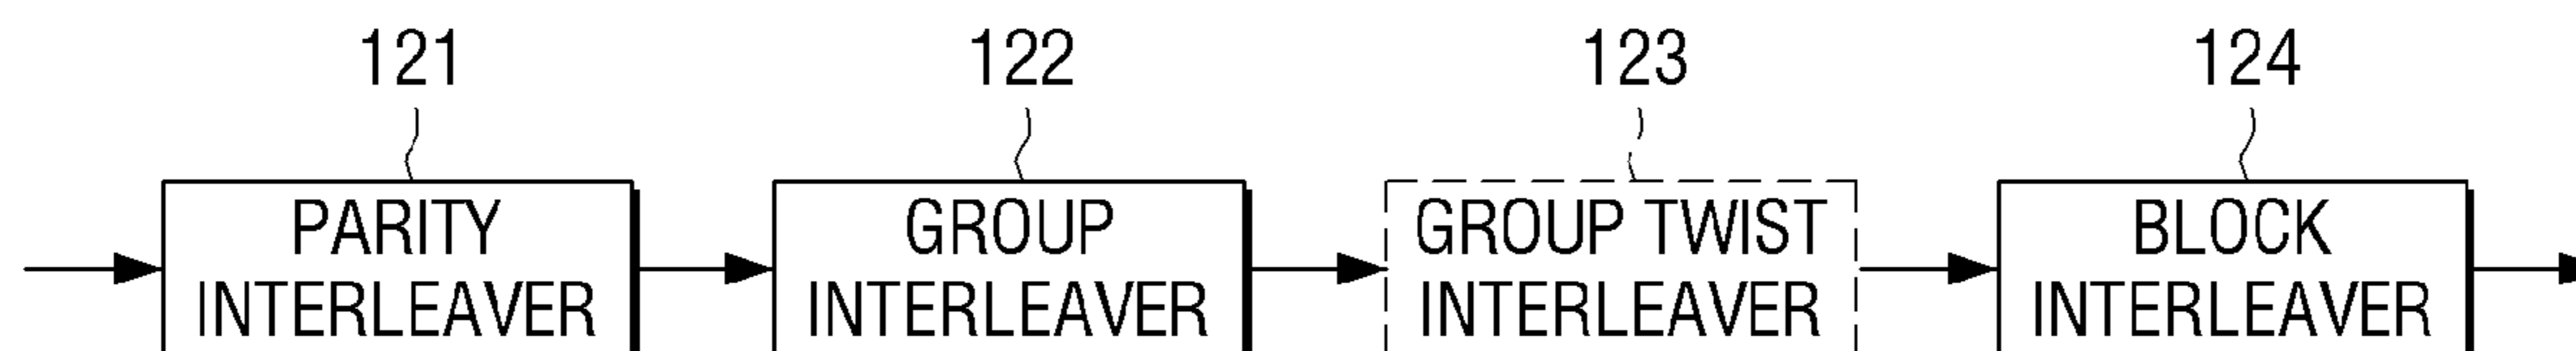 121
122
123
124
PARITY
INTERLEAVER
GROUP
INTERLEAVER
GROUP TWIST
INTERLEAVER
BLOCK
INTERLEAVER